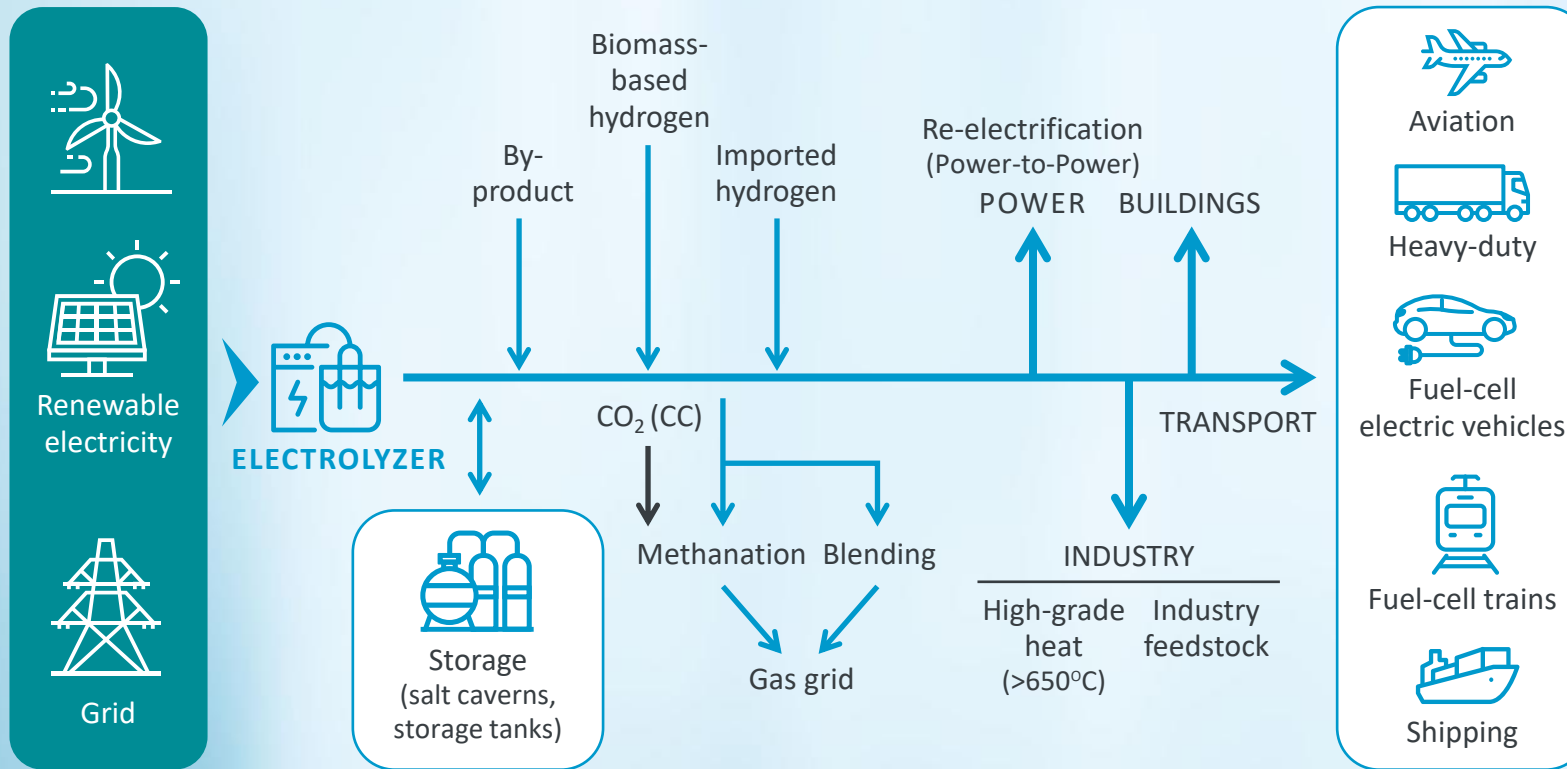 Renewable
electricity
Grid
ELECTROLYZER
By-
product
Biomass-
based
hydrogen
Imported
hydrogen
Storage
(salt caverns,
storage tanks)
CO₂ (CC)
Methanation
Blending
Gas grid
Re-electrification
(Power-to-Power)
POWER
BUILDINGS
TRANSPORT
INDUSTRY
High-grade
heat
(>650°C)
Industry
feedstock
Aviation
Heavy-duty
Fuel-cell
electric vehicles
Fuel-cell trains
Shipping